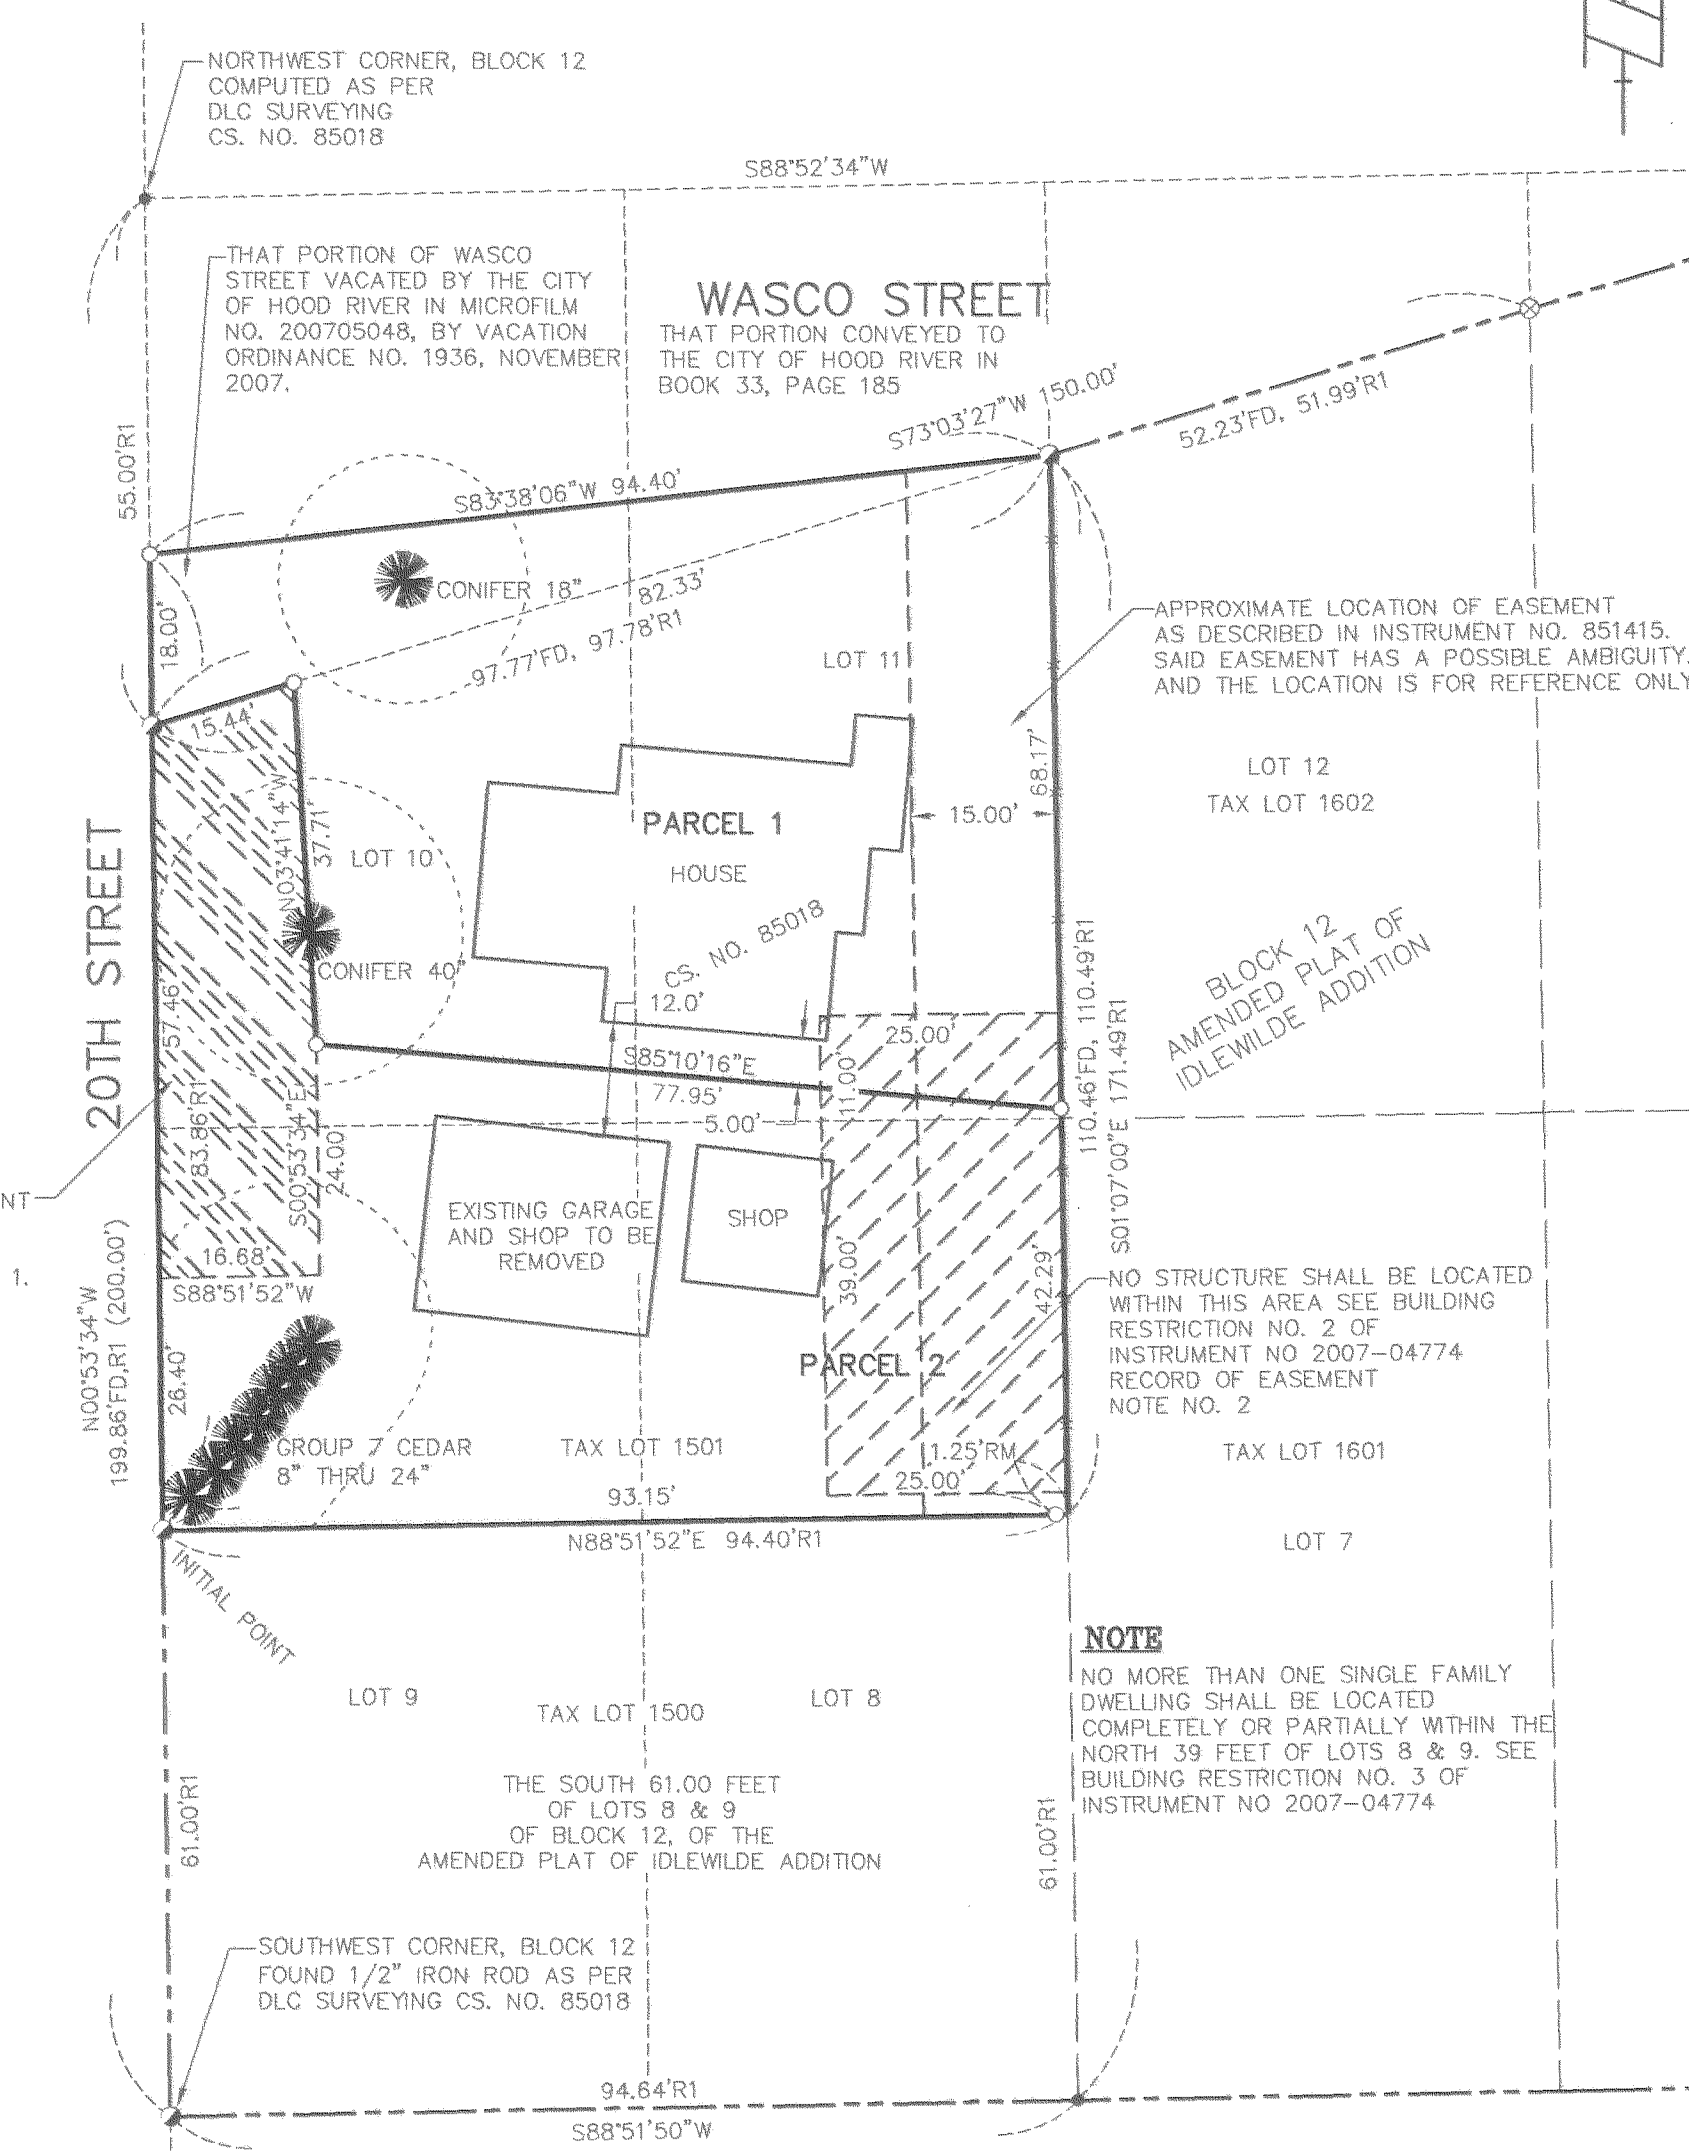 NORTHWEST CORNER, BLOCK 12
COMPUTED AS PER
DLC SURVEYING
CS. NO. 85018
S88°52'34"W
THAT PORTION OF WASCO
STREET VACATED BY THE CITY
OF HOOD RIVER IN MICROFILM
NO. 200705048, BY VACATION
ORDINANCE NO. 1936, NOVEMBER
2007.
WASCO STREET
THAT PORTION CONVEYED TO
THE CITY OF HOOD RIVER IN
BOOK 33, PAGE 185
S73°03'27"W 150.00'
52.23'FD, 51.99'R1
55.00'R1
S83°38'06"W 94.40'
CONIFER 18"
82.33'
97.77'FD, 97.78'R1
18.00'
15.44'
LOT 11
APPROXIMATE LOCATION OF EASEMENT
AS DESCRIBED IN INSTRUMENT NO. 851415.
SAID EASEMENT HAS A POSSIBLE AMBIGUITY.
AND THE LOCATION IS FOR REFERENCE ONLY
68.17'
LOT 12
TAX LOT 1602
15.00'
PARCEL 1
HOUSE
N03°41'14"W
37.71'
LOT 10
20TH STREET
CONIFER 40"
CS. NO. 85018
12.0'
57.46'
25.00'
S85°10'16"E
77.95'
5.00'
11.00'
110.46'FD, 110.49'R1
S01°07'00"E 171.49'R1
BLOCK 12
AMENDED PLAT OF
IDLEWILDE ADDITION
83.86'R1
S00°53'34"E
24.00'
NT
1.
EXISTING GARAGE
AND SHOP TO BE
REMOVED
SHOP
39.00'
42.29'
16.68'
S88°51'52"W
N00°53'34"W
199.86'FD,R1 (200.00')
26.40'
NO STRUCTURE SHALL BE LOCATED
WITHIN THIS AREA SEE BUILDING
RESTRICTION NO. 2 OF
INSTRUMENT NO 2007-04774
RECORD OF EASEMENT
NOTE NO. 2
PARCEL 2
GROUP 7 CEDAR
8" THRU 24"
TAX LOT 1501
1.25'RM
25.00'
TAX LOT 1601
93.15'
N88°51'52"E 94.40'R1
LOT 7
INITIAL POINT
NOTE
NO MORE THAN ONE SINGLE FAMILY
DWELLING SHALL BE LOCATED
COMPLETELY OR PARTIALLY WITHIN THE
NORTH 39 FEET OF LOTS 8 & 9. SEE
BUILDING RESTRICTION NO. 3 OF
INSTRUMENT NO 2007-04774
LOT 9
TAX LOT 1500
LOT 8
THE SOUTH 61.00 FEET
OF LOTS 8 & 9
OF BLOCK 12, OF THE
AMENDED PLAT OF IDLEWILDE ADDITION
61.00'R1
61.00'R1
SOUTHWEST CORNER, BLOCK 12
FOUND 1/2" IRON ROD AS PER
DLC SURVEYING CS. NO. 85018
94.64'R1
S88°51'50"W